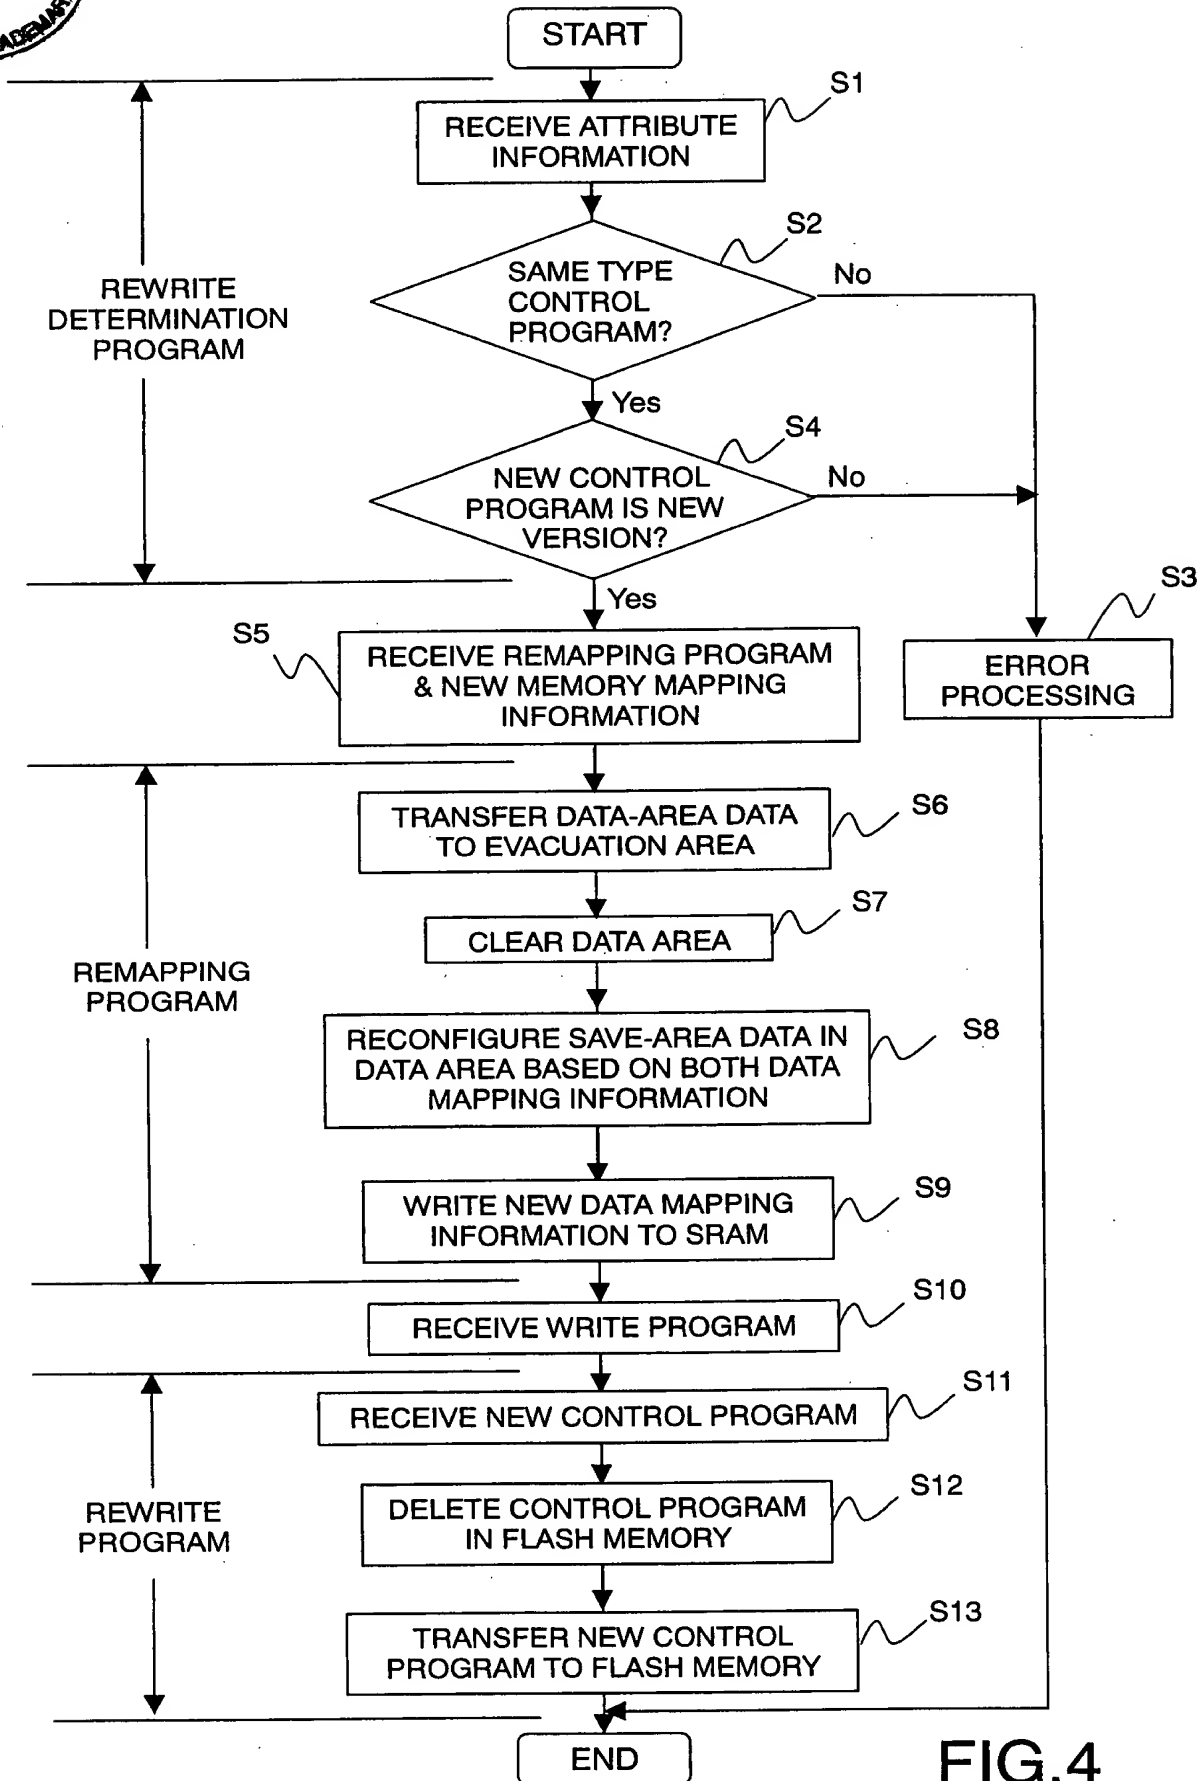 ADEMAR
START
S1
RECEIVE ATTRIBUTE
INFORMATION
S2
SAME TYPE
CONTROL
PROGRAM?
No
REWRITE
DETERMINATION
PROGRAM
Yes
S4
NEW CONTROL
PROGRAM IS NEW
VERSION?
No
Yes
S3
ERROR
PROCESSING
S5
RECEIVE REMAPPING PROGRAM
& NEW MEMORY MAPPING
INFORMATION
S6
TRANSFER DATA-AREA DATA
TO EVACUATION AREA
S7
CLEAR DATA AREA
REMAPPING
PROGRAM
S8
RECONFIGURE SAVE-AREA DATA IN
DATA AREA BASED ON BOTH DATA
MAPPING INFORMATION
S9
WRITE NEW DATA MAPPING
INFORMATION TO SRAM
S10
RECEIVE WRITE PROGRAM
S11
RECEIVE NEW CONTROL PROGRAM
S12
DELETE CONTROL PROGRAM
IN FLASH MEMORY
REWRITE
PROGRAM
S13
TRANSFER NEW CONTROL
PROGRAM TO FLASH MEMORY
END
FIG.4